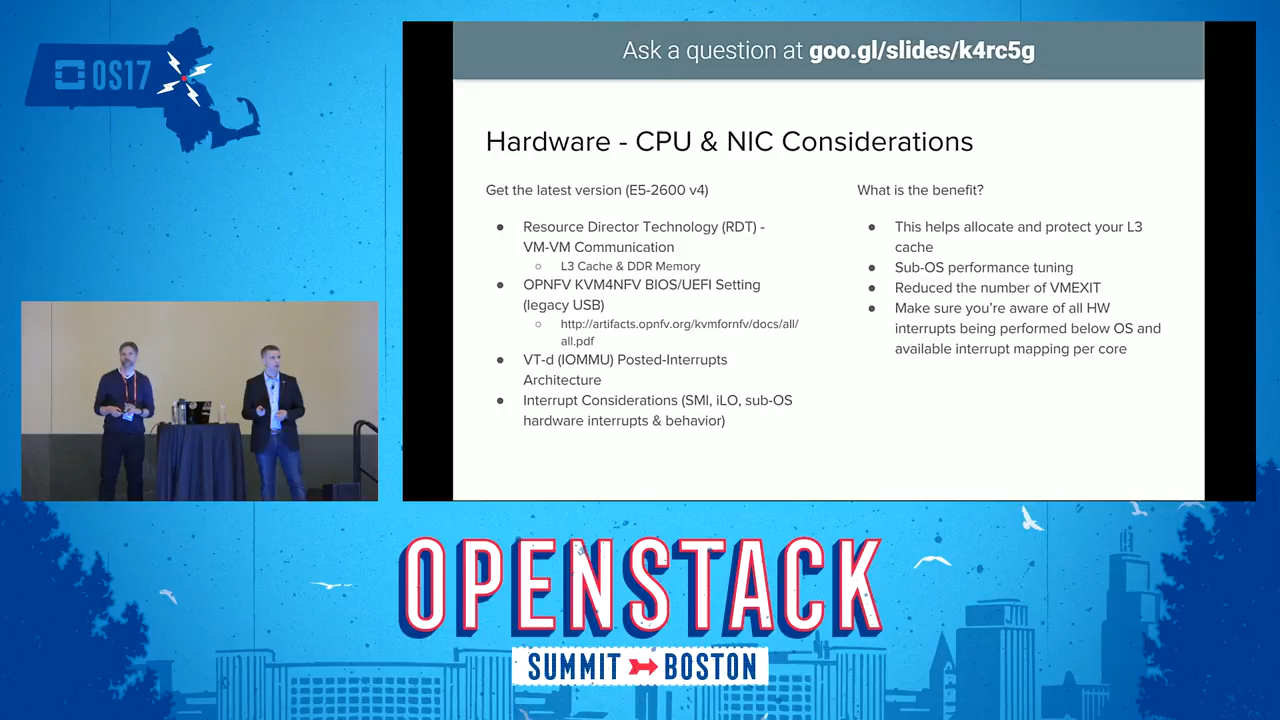 OS17
Ask a question at goo.gl/slides/k4rc5g
Hardware - CPU & NIC Considerations
Get the latest version (E5-2600 v4)
● Resource Director Technology (RDT) -
VM-VM Communication
○ L3 Cache & DDR Memory
● OPNFV KVM4NFV BIOS/UEFI Setting
(legacy USB)
○ http://artifacts.opnfv.org/kvmfornfv/docs/all/
all.pdf
● VT-d (IOMMU) Posted-Interrupts
Architecture
● Interrupt Considerations (SMI, iLO, sub-OS
hardware interrupts & behavior)
What is the benefit?
● This helps allocate and protect your L3
cache
● Sub-OS performance tuning
● Reduced the number of VMEXIT
● Make sure you're aware of all HW
interrupts being performed below OS and
available interrupt mapping per core
OPENSTACK
SUMMIT BOSTON